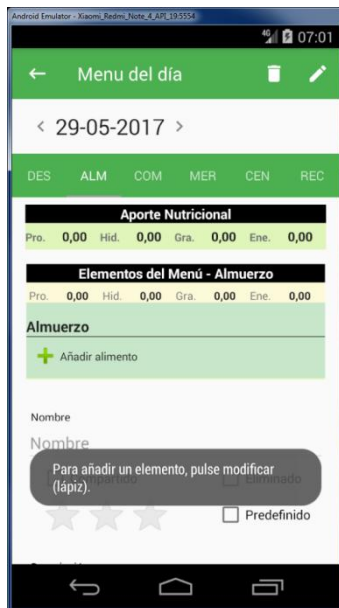 Android Emulator - Xiaomi_Redmi_Note_4_API_19:5554
4G 07:01
Menu del día
< 29-05-2017 >
DES ALM COM MER CEN REC
Aporte Nutricional
Pro. 0,00 Hid. 0,00 Gra. 0,00 Ene. 0,00
Elementos del Menú - Almuerzo
Pro. 0,00 Hid. 0,00 Gra. 0,00 Ene. 0,00
Almuerzo
Añadir alimento
Nombre
Nombre
Compartido Eliminado
Para añadir un elemento, pulse modificar
(lápiz).
Predefinido